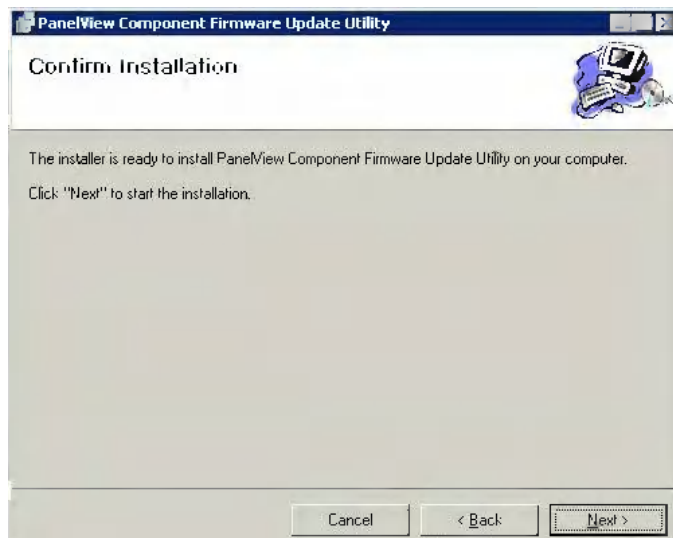 PanelView Component Firmware Update Utility
Confirm Installation
The installer is ready to install PanelView Component Firmware Update Utility on your computer.
Click "Next" to start the installation.
Cancel
< Back
Next >